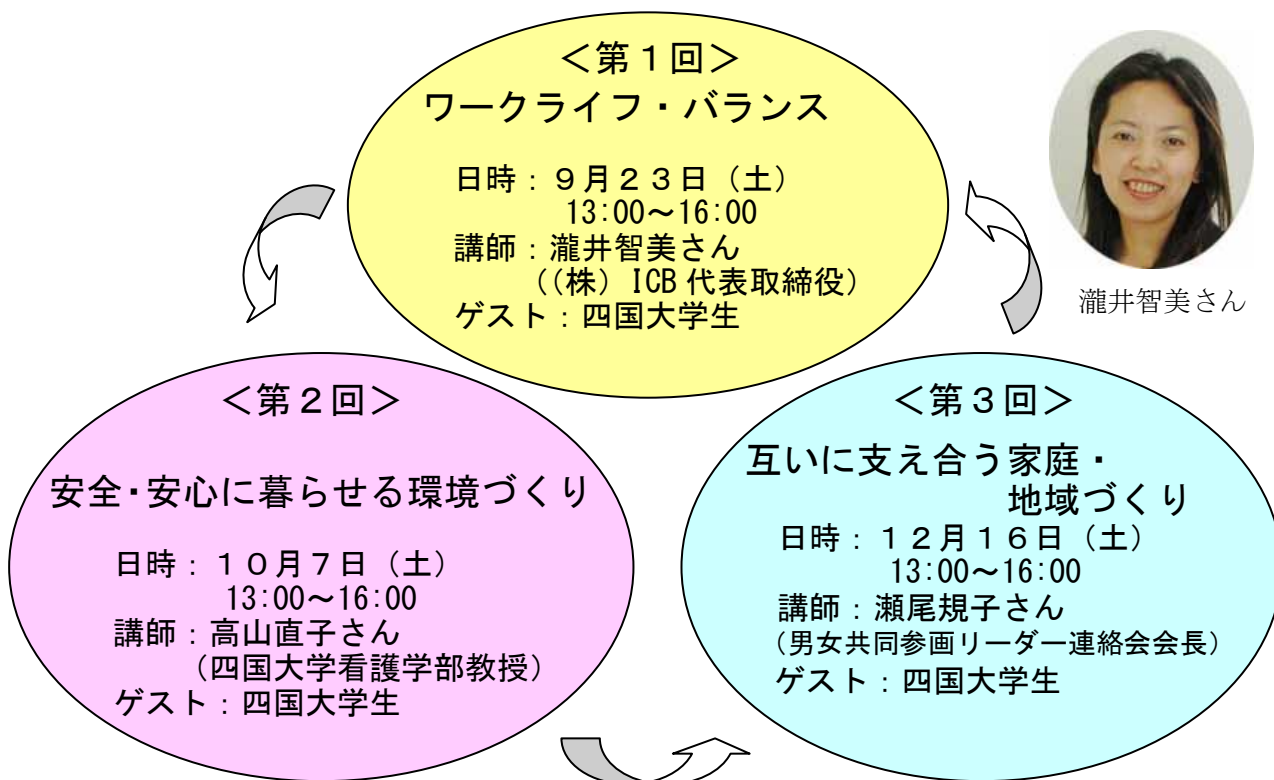 ＜第１回＞
ワークライフ・バランス
日時：９月２３日（土）
13:00～16:00
講師：瀧井智美さん
（（株）ICB代表取締役）
ゲスト：四国大学生
瀧井智美さん
＜第２回＞
安全・安心に暮らせる環境づくり
日時：１０月７日（土）
13:00～16:00
講師：高山直子さん
（四国大学看護学部教授）
ゲスト：四国大学生
＜第３回＞
互いに支え合う家庭・
地域づくり
日時：１２月１６日（土）
13:00～16:00
講師：瀬尾規子さん
（男女共同参画リーダー連絡会会長）
ゲスト：四国大学生